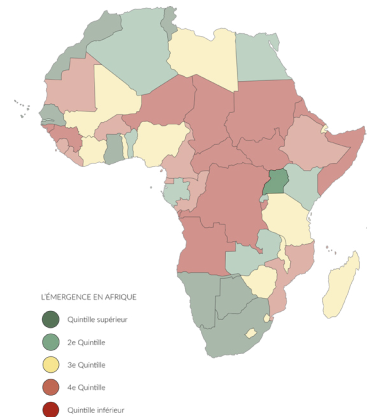 L'ÉMERGENCE EN AFRIQUE
Quintille supérieur
2e Quintille
3e Quintille
4e Quintille
Quintille inférieur